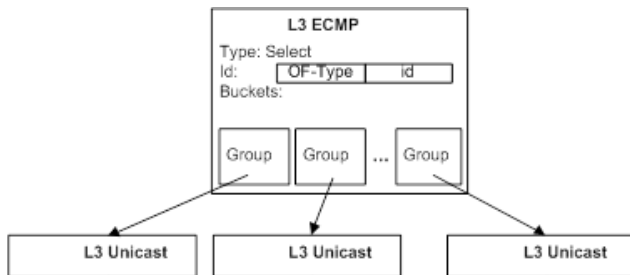 L3 ECMP
Type: Select
Id: OF-Type id
Buckets:
Group Group ... Group
L3 Unicast L3 Unicast L3 Unicast